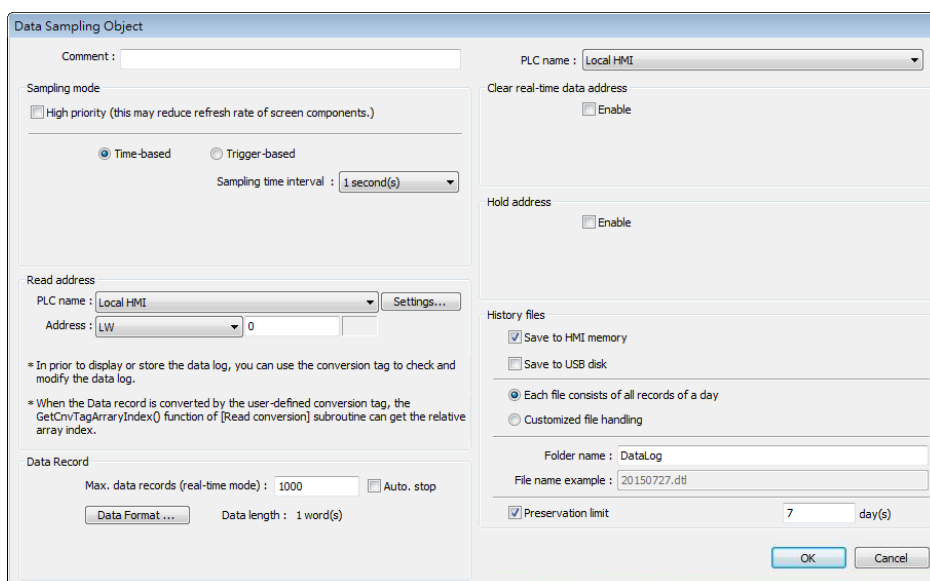 Data Sampling Object
Comment :
Sampling mode
High priority (this may reduce refresh rate of screen components.)
Time-based
Trigger-based
Sampling time interval : 1 second(s)
Read address
PLC name : Local HMI
Settings...
Address : LW
0
* In prior to display or store the data log, you can use the conversion tag to check and
modify the data log.
* When the Data record is converted by the user-defined conversion tag, the
GetCnvTagArraryIndex() function of [Read conversion] subroutine can get the relative
array index.
Data Record
Max. data records (real-time mode) : 1000
Auto. stop
Data Format ...
Data length : 1 word(s)
PLC name : Local HMI
Clear real-time data address
Enable
Hold address
Enable
History files
Save to HMI memory
Save to USB disk
Each file consists of all records of a day
Customized file handling
Folder name : DataLog
File name example : 20150727.dtl
Preservation limit
7 day(s)
OK
Cancel